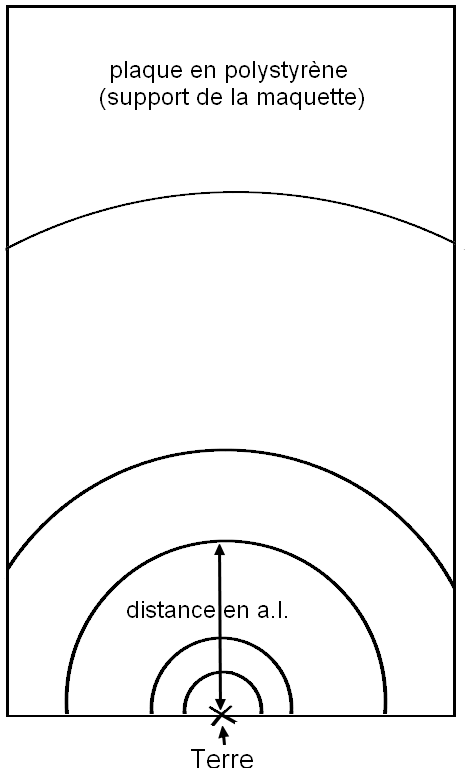 plaque en polystyrène
(support de la maquette)
distance en a.l.
Terre